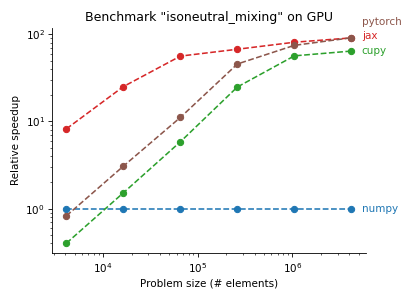 Benchmark "isoneutral_mixing" on GPU
pytorch
jax
cupy
numpy
Relative speedup
10²
10¹
10⁰
10⁴
10⁵
10⁶
Problem size (# elements)